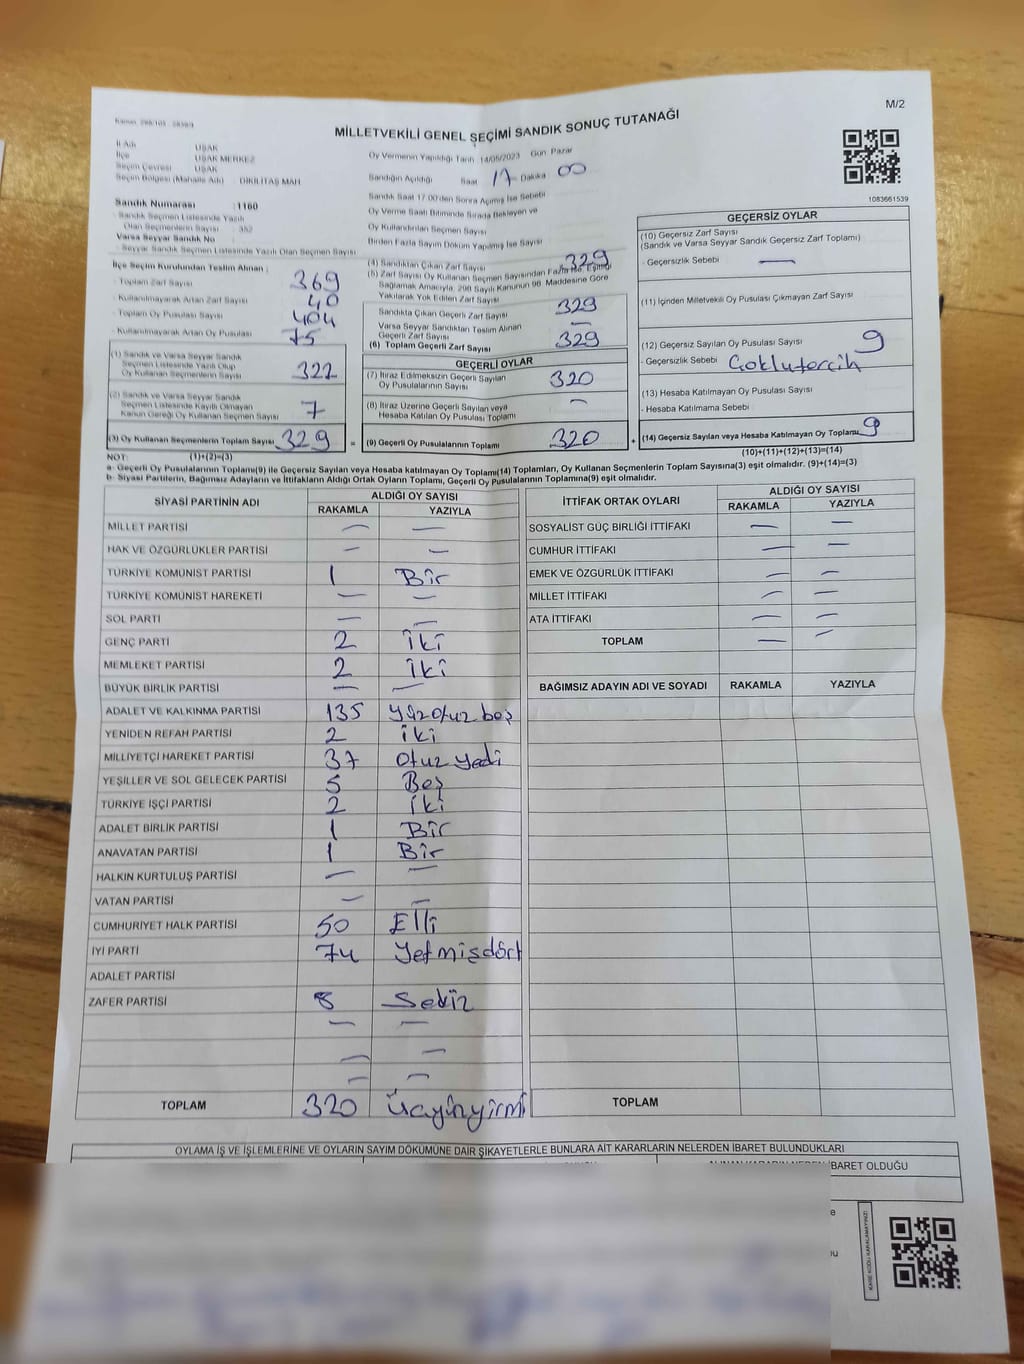 M/2
MİLLETVEKİLİ GENEL SEÇİMİ SANDIK SONUÇ TUTANAĞI
İl Adı UŞAK
İlçe UŞAK MERKEZ
Seçim Çevresi UŞAK
Seçim Bölgesi (Mahalle Adı) : DİKİLİTAŞ MAH
Sandık Numarası : 1160
- Sandık Seçmen Listesinde Yazılı
Olan Seçmenlerin Sayısı : 352
Varsa Seyyar Sandık No
- Seyyar Sandık Seçmen Listesinde Yazılı Olan Seçmen Sayısı
Oy Vermenin Yapıldığı Tarih 14/05/2023 Gün Pazar
Sandığın Açıldığı Saat 17 Dakika 00
Sandık Saat 17.00'den Sonra Açılmış İse Sebebi
Oy Verme Saati Bitiminde Sırada Bekleyen ve
Oy Kullandırılan Seçmen Sayısı
Birden Fazla Sayım Döküm Yapılmış İse Sayısı
1083661539
İlçe Seçim Kurulundan Teslim Alınan :
- Toplam Zarf Sayısı 369
- Kullanılmayarak Artan Zarf Sayısı 40
- Toplam Oy Pusulası Sayısı 404
- Kullanılmayarak Artan Oy Pusulası 75
(1) Sandık ve Varsa Seyyar Sandık
Seçmen Listesinde Yazılı Olup
Oy Kullanan Seçmenlerin Sayısı 322
(2) Sandık ve Varsa Seyyar Sandık
Seçmen Listesinde Kayıtlı Olmayan
Kanun Gereği Oy Kullanan Seçmen Sayısı 7
(3) Oy Kullanan Seçmenlerin Toplam Sayısı 329 =
(4) Sandıktan Çıkan Zarf Sayısı 329
(5) Zarf Sayısı Oy Kullanan Seçmen Sayısından Fazla İse, Eşitliği
Sağlamak Amacıyla, 298 Sayılı Kanunun 98. Maddesine Göre
Yakılarak Yok Edilen Zarf Sayısı
Sandıkta Çıkan Geçerli Zarf Sayısı 329
Varsa Seyyar Sandıktan Teslim Alınan
Geçerli Zarf Sayısı —
(6) Toplam Geçerli Zarf Sayısı 329
GEÇERLİ OYLAR
(7) İtiraz Edilmeksizin Geçerli Sayılan
Oy Pusulalarının Sayısı 320
(8) İtiraz Üzerine Geçerli Sayılan veya
Hesaba Katılan Oy Pusulası Toplamı —
(9) Geçerli Oy Pusulalarının Toplamı 320 +
GEÇERSİZ OYLAR
(10) Geçersiz Zarf Sayısı
(Sandık ve Varsa Seyyar Sandık Geçersiz Zarf Toplamı)
- Geçersizlik Sebebi —
(11) İçinden Milletvekili Oy Pusulası Çıkmayan Zarf Sayısı
(12) Geçersiz Sayılan Oy Pusulası Sayısı 9
- Geçersizlik Sebebi Çoklutercih
(13) Hesaba Katılmayan Oy Pusulası Sayısı
- Hesaba Katılmama Sebebi
(14) Geçersiz Sayılan veya Hesaba Katılmayan Oy Toplamı 9
NOT: (1)+(2)=(3) (10)+(11)+(12)+(13)=(14)
a- Geçerli Oy Pusulalarının Toplamı(9) ile Geçersiz Sayılan veya Hesaba katılmayan Oy Toplamı(14) Toplamları, Oy Kullanan Seçmenlerin Toplam Sayısına(3) eşit olmalıdır. (9)+(14)=(3)
b- Siyasi Partilerin, Bağımsız Adayların ve İttifakların Aldığı Ortak Oyların Toplamı, Geçerli Oy Pusulalarının Toplamına(9) eşit olmalıdır.
SİYASİ PARTİNİN ADI ALDIĞI OY SAYISI
RAKAMLA YAZIYLA
MİLLET PARTİSİ — —
HAK VE ÖZGÜRLÜKLER PARTİSİ — —
TÜRKİYE KOMÜNİST PARTİSİ 1 Bir
TÜRKİYE KOMÜNİST HAREKETİ — —
SOL PARTİ — —
GENÇ PARTİ 2 İki
MEMLEKET PARTİSİ 2 İki
BÜYÜK BİRLİK PARTİSİ — —
ADALET VE KALKINMA PARTİSİ 135 Yüzotuz beş
YENİDEN REFAH PARTİSİ 2 İki
MİLLİYETÇİ HAREKET PARTİSİ 37 Otuz yedi
YEŞİLLER VE SOL GELECEK PARTİSİ 5 Beş
TÜRKİYE İŞÇİ PARTİSİ 2 İki
ADALET BİRLİK PARTİSİ 1 Bir
ANAVATAN PARTİSİ 1 Bir
HALKIN KURTULUŞ PARTİSİ — —
VATAN PARTİSİ — —
CUMHURİYET HALK PARTİSİ 50 Elli
İYİ PARTİ 74 Yetmişdört
ADALET PARTİSİ
ZAFER PARTİSİ 8 Sekiz
— —
— —
— —
TOPLAM 320 Üçyüzyirmi
İTTİFAK ORTAK OYLARI ALDIĞI OY SAYISI
RAKAMLA YAZIYLA
SOSYALİST GÜÇ BİRLİĞİ İTTİFAKI — —
CUMHUR İTTİFAKI — —
EMEK VE ÖZGÜRLÜK İTTİFAKI — —
MİLLET İTTİFAKI — —
ATA İTTİFAKI — —
TOPLAM — —
BAĞIMSIZ ADAYIN ADI VE SOYADI RAKAMLA YAZIYLA
TOPLAM
OYLAMA İŞ VE İŞLEMLERİNE VE OYLARIN SAYIM DÖKÜMÜNE DAİR ŞİKAYETLERLE BUNLARA AİT KARARLARIN NELERDEN İBARET BULUNDUKLARI
ALINAN KARARIN NEDEN İBARET OLDUĞU
KARE KODU KARALAMAYINIZ!